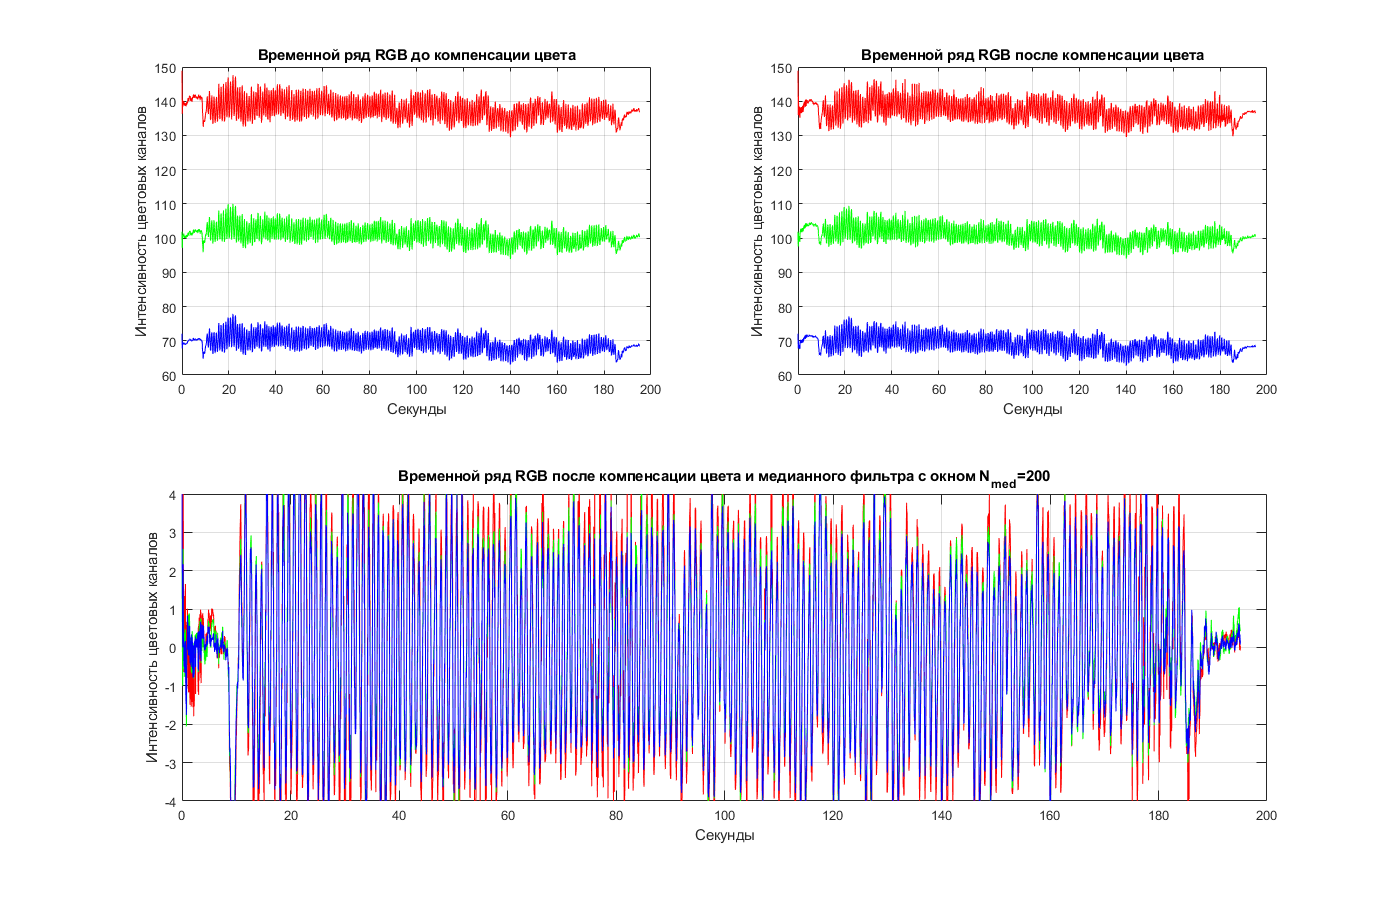 Временной ряд RGB до компенсации цвета
Интенсивность цветовых каналов
150
140
130
120
110
100
90
80
70
60
0 20 40 60 80 100 120 140 160 180 200
Секунды
Временной ряд RGB после компенсации цвета
Интенсивность цветовых каналов
150
140
130
120
110
100
90
80
70
60
0 20 40 60 80 100 120 140 160 180 200
Секунды
Временной ряд RGB после компенсации цвета и медианного фильтра с окном N_med=200
Интенсивность цветовых каналов
4
3
2
1
0
-1
-2
-3
-4
0 20 40 60 80 100 120 140 160 180 200
Секунды